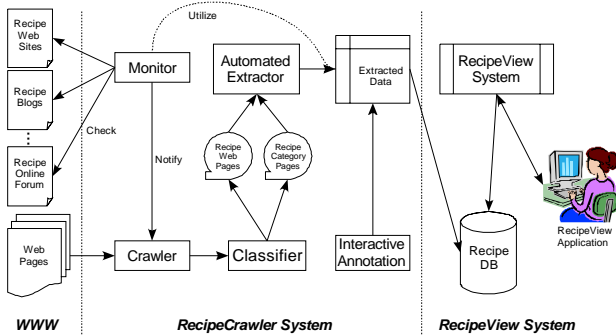 Recipe
Web
Sites
Recipe
Blogs
Recipe
Online
Forum
Web
Pages
WWW
Utilize
Monitor
Check
Notify
Automated
Extractor
Extracted
Data
Recipe
Web
Pages
Recipe
Category
Pages
Crawler
Classifier
Interactive
Annotation
RecipeCrawler System
RecipeView
System
RecipeView
Application
Recipe
DB
RecipeView System